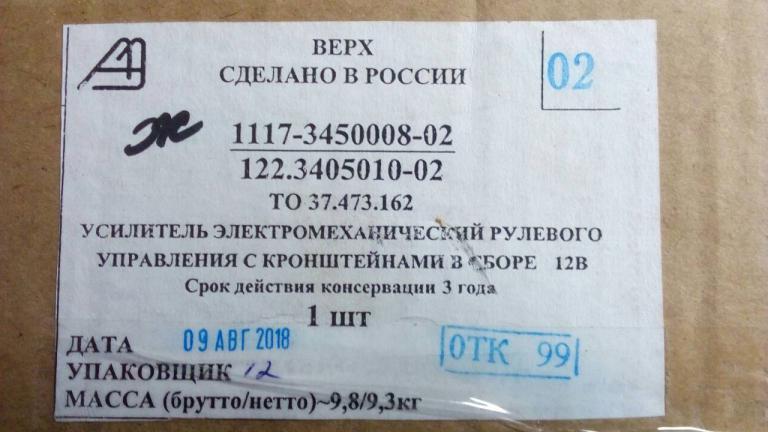 ВЕРХ
СДЕЛАНО В РОССИИ
02
Ж
1117-3450008-02
122.3405010-02
ТО 37.473.162
УСИЛИТЕЛЬ ЭЛЕКТРОМЕХАНИЧЕСКИЙ РУЛЕВОГО
УПРАВЛЕНИЯ С КРОНШТЕЙНАМИ В СБОРЕ 12В
Срок действия консервации 3 года
1 шт
ДАТА 09 АВГ 2018
ОТК 99
УПАКОВЩИК 12
МАССА (брутто/нетто)~9,8/9,3кг